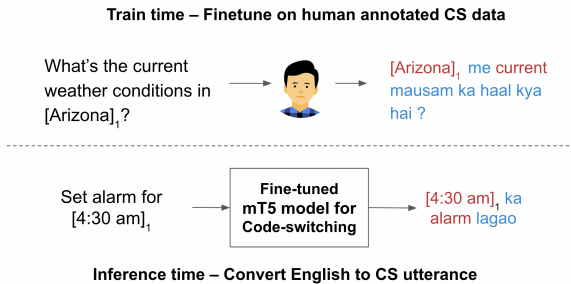 Train time – Finetune on human annotated CS data
What's the current
weather conditions in
[Arizona]1?
[Arizona]1 me current
mausam ka haal kya
hai ?
Set alarm for
[4:30 am]1
Fine-tuned
mT5 model for
Code-switching
[4:30 am]1 ka
alarm lagao
Inference time – Convert English to CS utterance